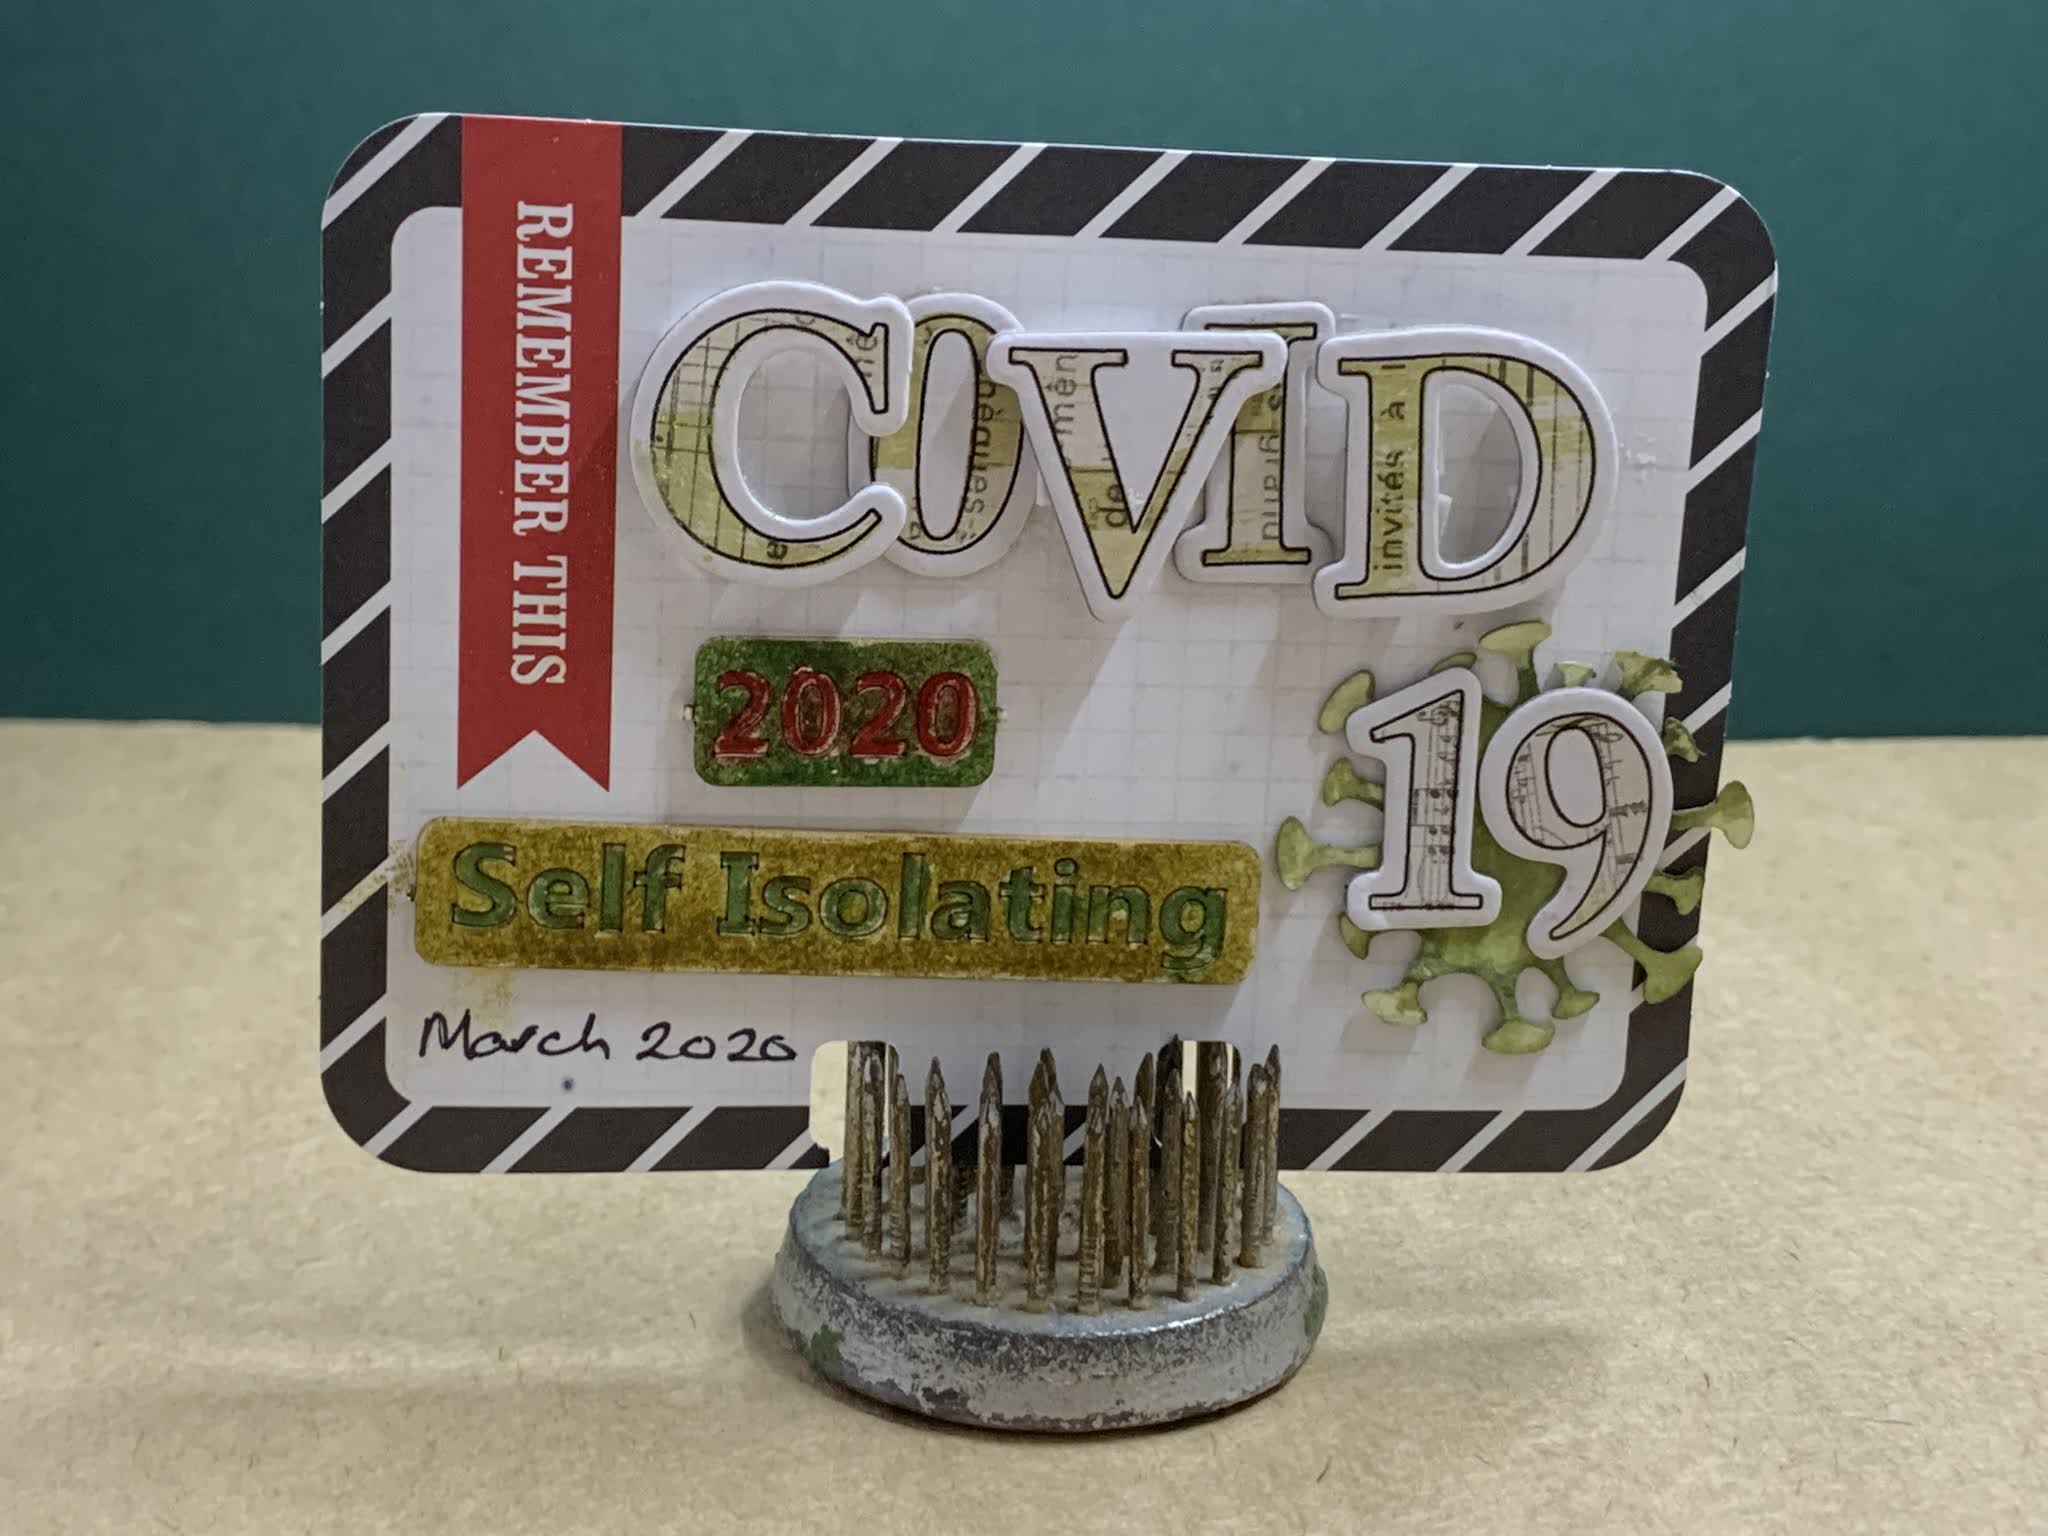 REMEMBER THIS
COVID
19
2020
Self Isolating
March 2020